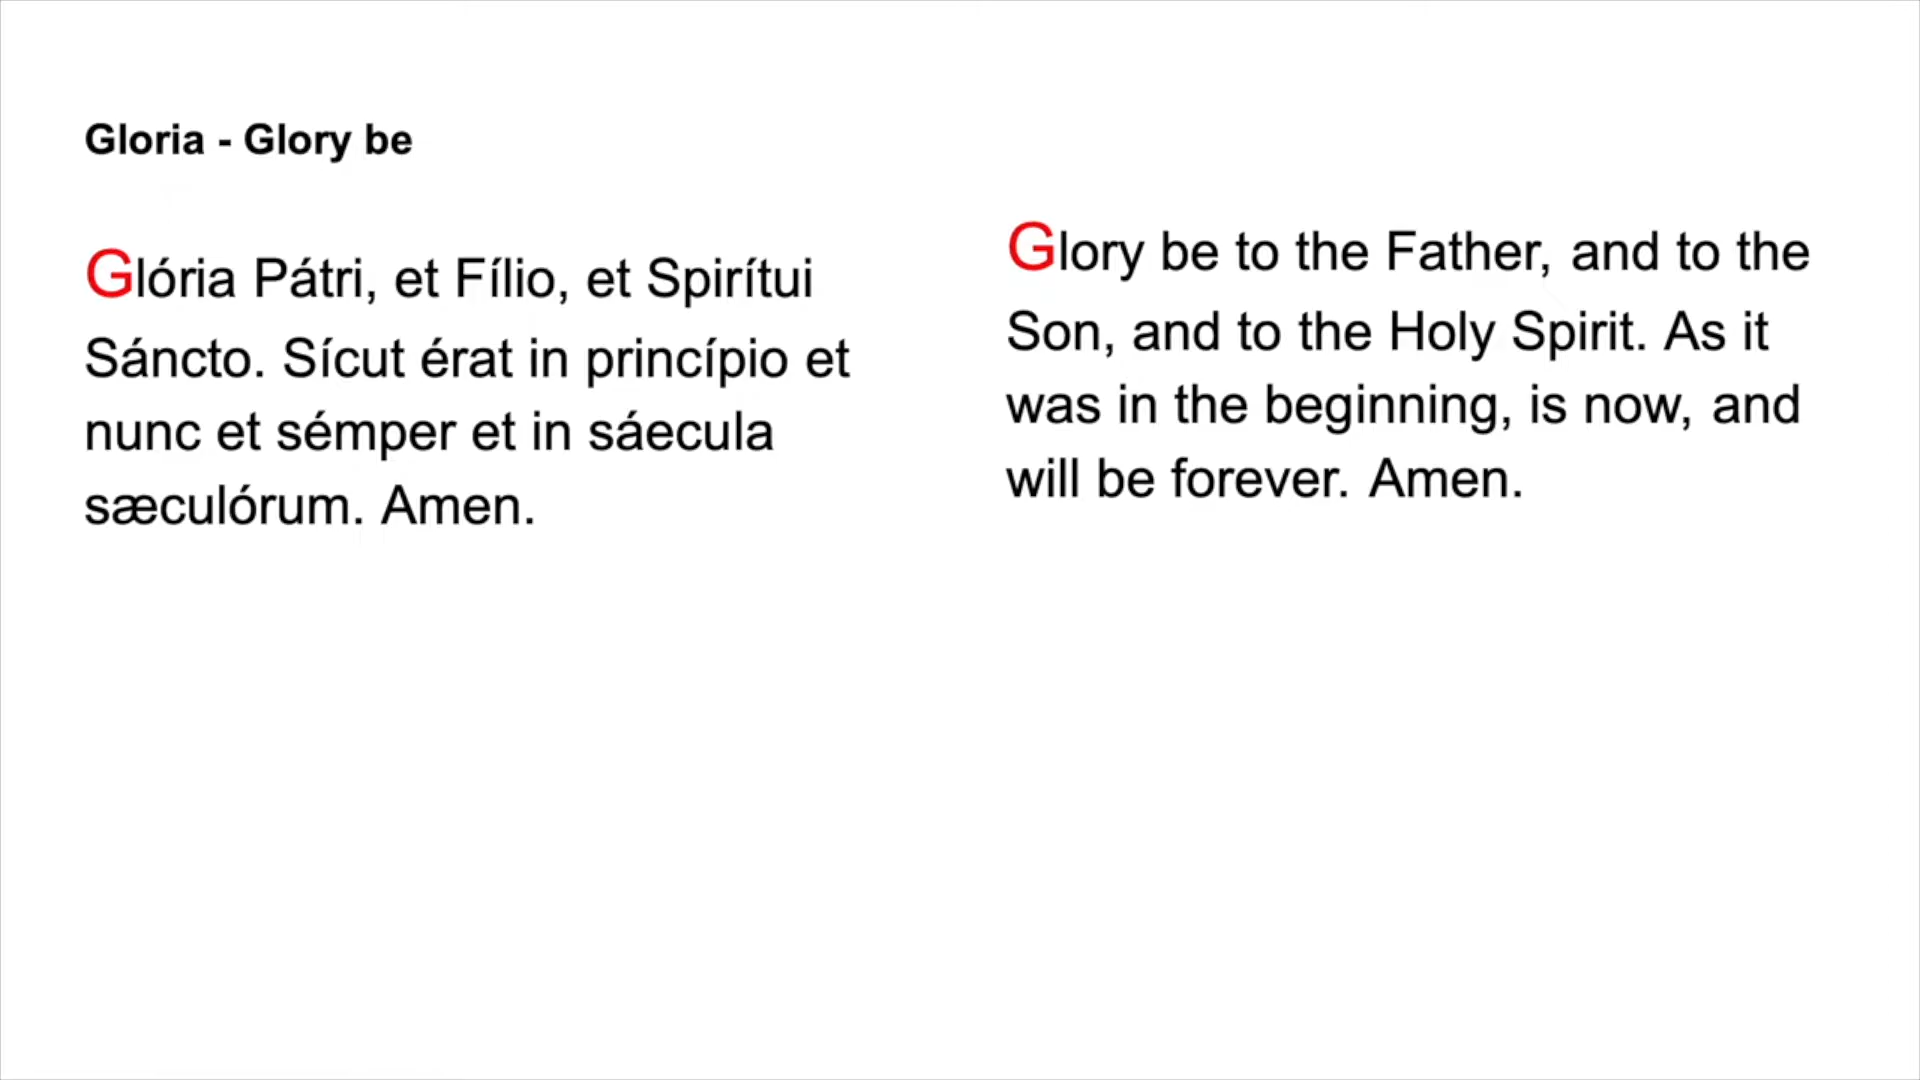 Gloria - Glory be
Glória Pátri, et Fílio, et Spirítui
Sáncto. Sícut érat in princípio et
nunc et sémper et in sáecula
sæculórum. Amen.
Glory be to the Father, and to the
Son, and to the Holy Spirit. As it
was in the beginning, is now, and
will be forever. Amen.